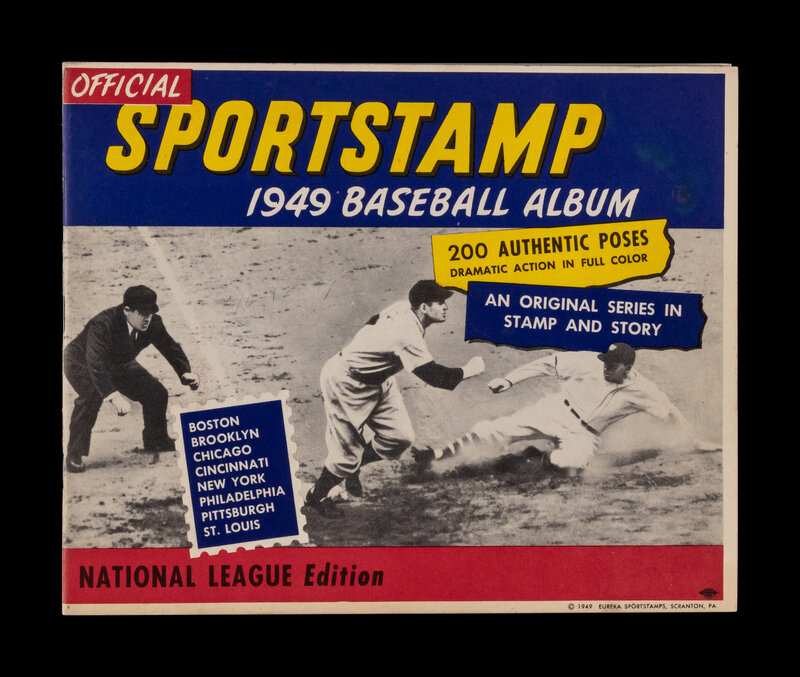 OFFICIAL
SPORTSTAMP
1949 BASEBALL ALBUM
200 AUTHENTIC POSES
DRAMATIC ACTION IN FULL COLOR
AN ORIGINAL SERIES IN
STAMP AND STORY
BOSTON
BROOKLYN
CHICAGO
CINCINNATI
NEW YORK
PHILADELPHIA
PITTSBURGH
ST. LOUIS
NATIONAL LEAGUE Edition
© 1949 EUREKA SPORTSTAMPS, SCRANTON, PA.